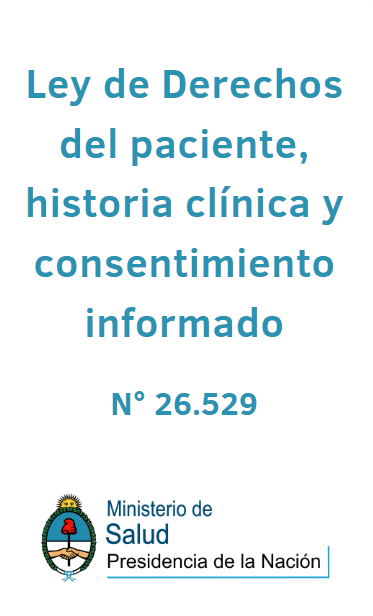 Ley de Derechos
del paciente,
historia clínica y
consentimiento
informado
N° 26.529
Ministerio de
Salud
Presidencia de la Nación